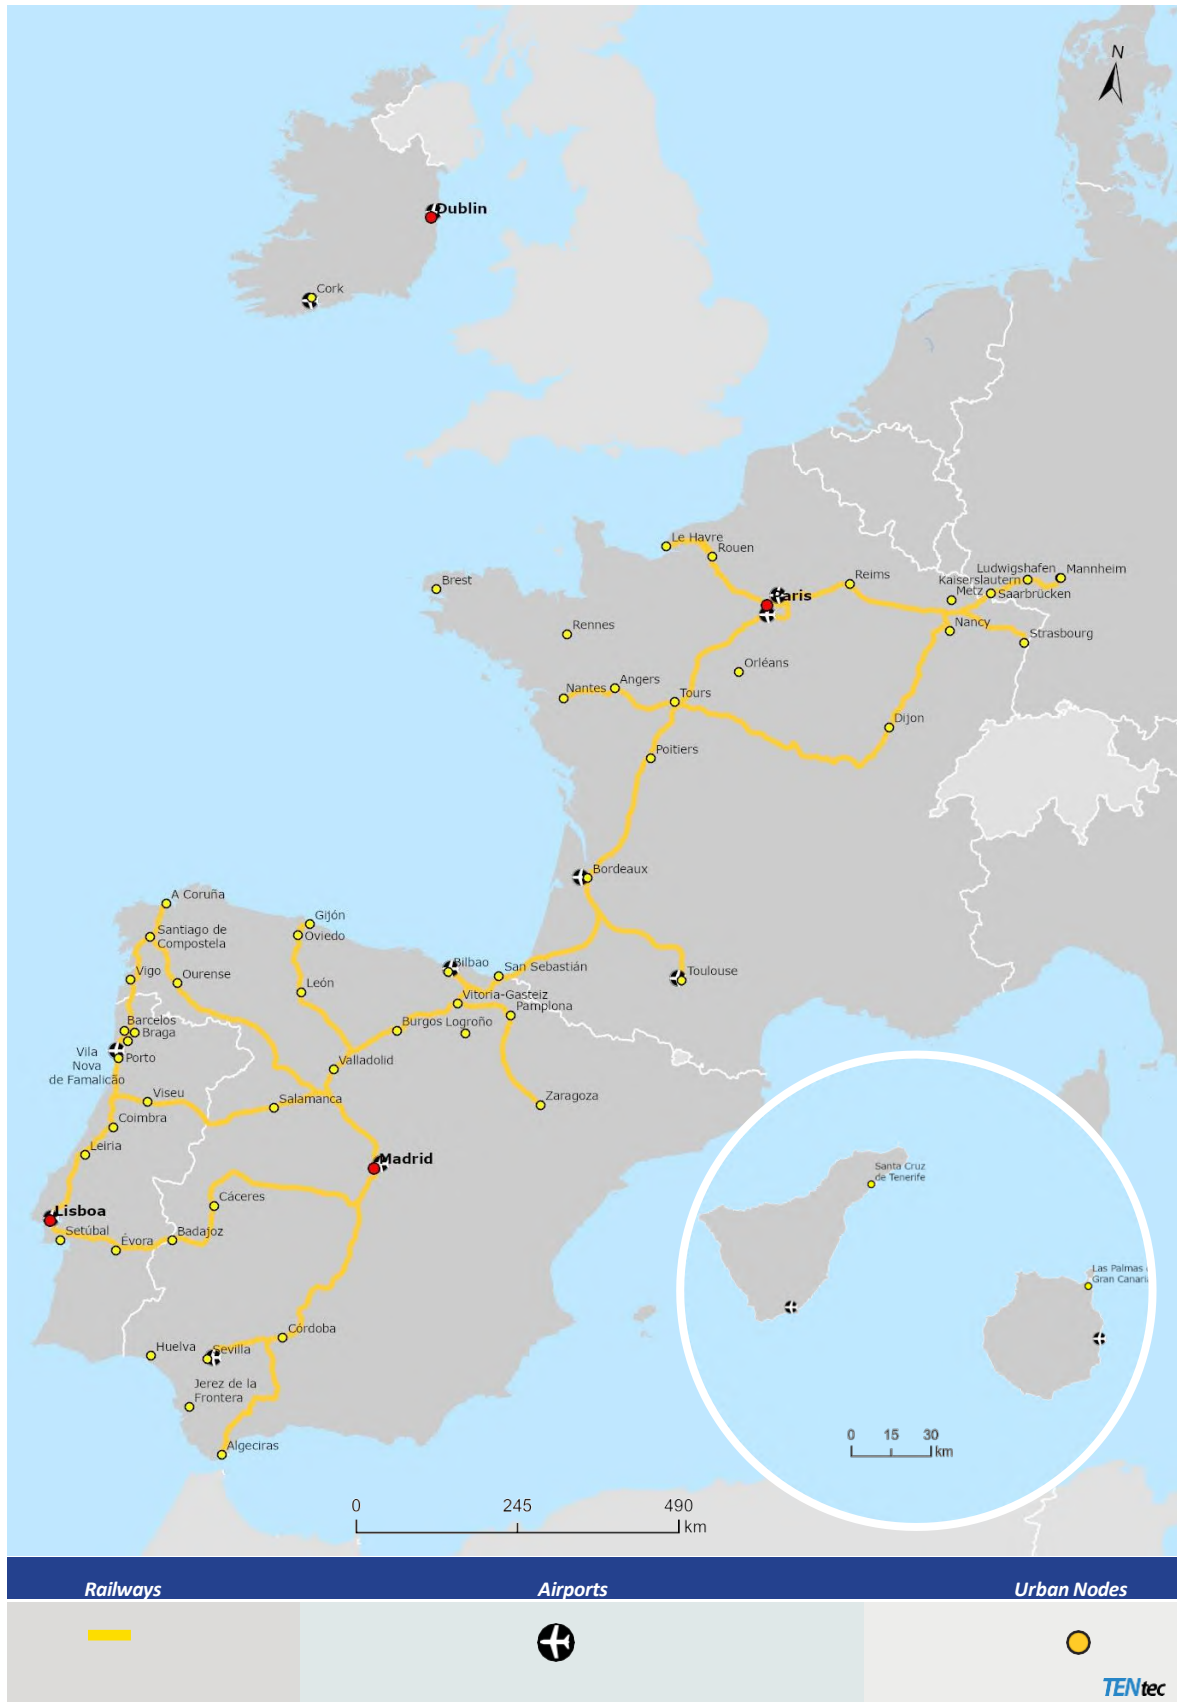 N
Dublin
Cork
Le Havre
Rouen
Brest
Reims
Ludwigshafen
Mannheim
Kaiserslautern
Metz
Saarbrücken
aris
Rennes
Nancy
Strasbourg
Orléans
Nantes
Angers
Tours
Dijon
Poitiers
Bordeaux
A Coruña
Gijón
Santiago de
Compostela
Oviedo
Bilbao
San Sebastián
Toulouse
Vigo
Ourense
León
Vitoria-Gasteiz
Pamplona
Barcelos
Braga
Burgos
Logroño
Vila
Nova
de Famalicão
Porto
Valladolid
Viseu
Salamanca
Zaragoza
Coimbra
Leiria
Madrid
Santa Cruz
de Tenerife
Cáceres
Lisboa
Setúbal
Évora
Badajoz
Las Palmas
Gran Canari
Córdoba
Huelva
Sevilla
Jerez de la
Frontera
Algeciras
0 15 30
km
0 245 490
km
Railways Airports Urban Nodes
TENtec